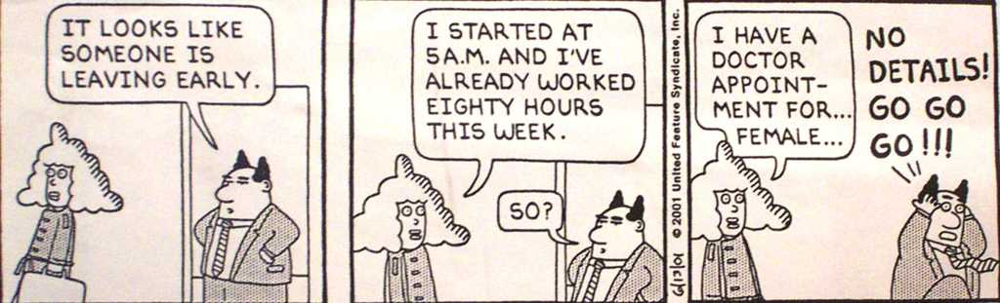 IT LOOKS LIKE
SOMEONE IS
LEAVING EARLY.
I STARTED AT
5A.M. AND I'VE
ALREADY WORKED
EIGHTY HOURS
THIS WEEK.
SO?
© 2001 United Feature Syndicate, Inc.
6/13/01
I HAVE A
DOCTOR
APPOINT-
MENT FOR...
FEMALE...
NO
DETAILS!
GO GO
GO!!!